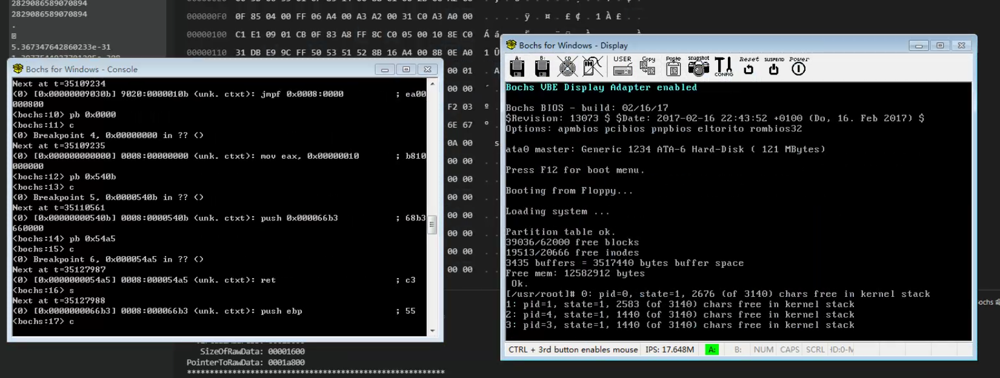 2829086589070894
2829086589070894
.
5.367347642860233e-31
000000F0 0F 85 04 00 FF 06 A4 00 A3 A2 00 31 C0 A3 A0 00 . . . . ÿ . ¤ . £ ¢ . 1 À £ . .
00000100 C1 E1 09 01 CB 0F 83 A8 FF 8C C0 05 00 10 8E C0
00000110 31 DB E9 9C FF 50 53 51 52 8B 16 A4 00 8B 0E A0
00 01
00 00
F2 03
6E 67
0A 00
00 00
00 00
00 00
00 00
00 00
00 00
00 00
Bochs for Windows - Console
Next at t=35109234
(0) [0x00000009030b] 9020:0000010b (unk. ctxt): jmpf 0x0008:0000 ; ea00
000800
<bochs:10> pb 0x0000
<bochs:11> c
(0) Breakpoint 4, 0x00000000 in ?? ()
Next at t=35109235
(0) [0x000000000000] 0008:00000000 (unk. ctxt): mov eax, 0x00000010 ; b810
000000
<bochs:12> pb 0x540b
<bochs:13> c
(0) Breakpoint 5, 0x0000540b in ?? ()
Next at t=35110561
(0) [0x00000000540b] 0008:0000540b (unk. ctxt): push 0x000066b3 ; 68b3
660000
<bochs:14> pb 0x54a5
<bochs:15> c
(0) Breakpoint 6, 0x000054a5 in ?? ()
Next at t=35127987
(0) [0x0000000054a5] 0008:000054a5 (unk. ctxt): ret ; c3
<bochs:16> s
Next at t=35127988
(0) [0x0000000066b3] 0008:000066b3 (unk. ctxt): push ebp ; 55
<bochs:17> c
SizeOfRawData: 00001600
PointerToRawData: 0001a800
********************************************************
Bochs for Windows - Display
A: B: CD USER Copy Paste snapshot CONFIG Reset SUSPEND Power
Bochs VBE Display Adapter enabled
Bochs BIOS - build: 02/16/17
$Revision: 13073 $ $Date: 2017-02-16 22:43:52 +0100 (Do, 16. Feb 2017) $
Options: apmbios pcibios pnpbios eltorito rombios32
ata0 master: Generic 1234 ATA-6 Hard-Disk ( 121 MBytes)
Press F12 for boot menu.
Booting from Floppy...
Loading system ...
Partition table ok.
39036/62000 free blocks
19513/20666 free inodes
3435 buffers = 3517440 bytes buffer space
Free mem: 12582912 bytes
Ok.
[/usr/root]# 0: pid=0, state=1, 2676 (of 3140) chars free in kernel stack
1: pid=1, state=1, 2583 (of 3140) chars free in kernel stack
2: pid=4, state=1, 1440 (of 3140) chars free in kernel stack
3: pid=3, state=1, 1440 (of 3140) chars free in kernel stack
CTRL + 3rd button enables mouse IPS: 17.648M A: B: NUM CAPS SCRL